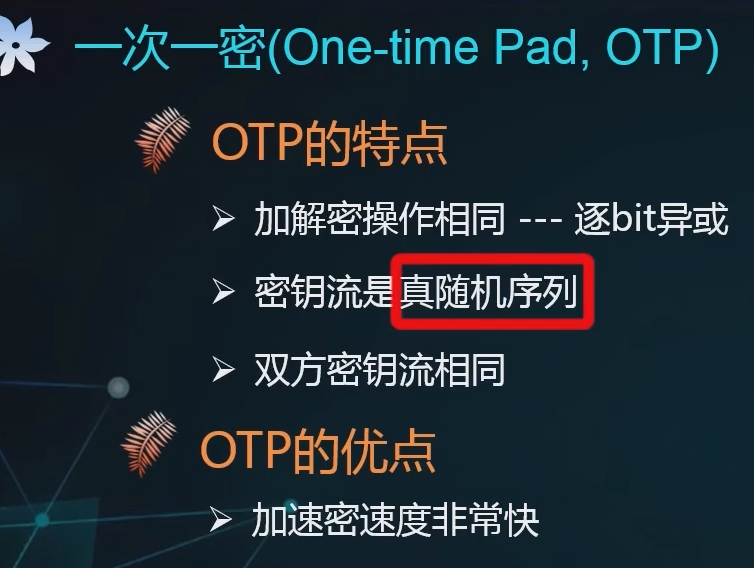 一次一密(One-time Pad, OTP)
OTP的特点
加解密操作相同 --- 逐bit异或
密钥流是真随机序列
双方密钥流相同
OTP的优点
加速密速度非常快